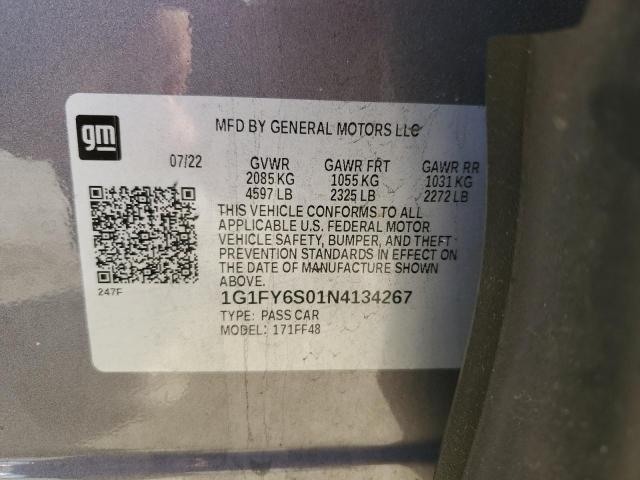 gm
MFD BY GENERAL MOTORS LLC
07/22 GVWR GAWR FRT GAWR RR
2085 KG 1055 KG 1031 KG
4597 LB 2325 LB 2272 LB
THIS VEHICLE CONFORMS TO ALL
APPLICABLE U.S. FEDERAL MOTOR
VEHICLE SAFETY, BUMPER, AND THEFT
PREVENTION STANDARDS IN EFFECT ON
THE DATE OF MANUFACTURE SHOWN
ABOVE.
247F
1G1FY6S01N4134267
TYPE: PASS CAR
MODEL: 171FF48